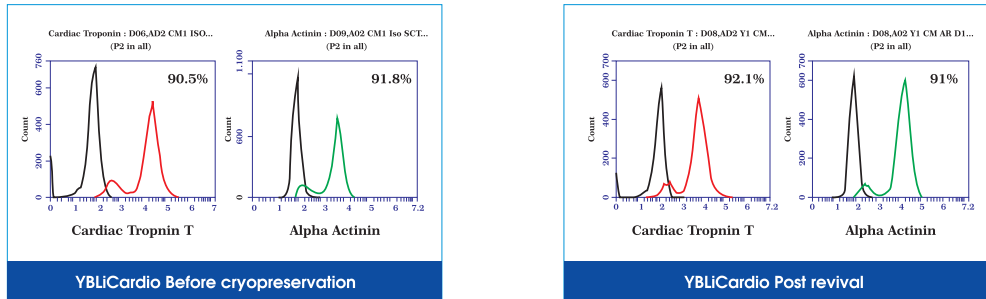 Cardiac Troponin : D06,AD2 CM1 ISO...
(P2 in all)
760
600
400
200
0
Count
90.5%
0 1 2 3 4 5 6 7
Cardiac Tropnin T
Alpha Actinin : D09,A02 CM1 Iso SCT...
(P2 in all)
1.100
600
0
Count
91.8%
0 1 2 3 4 5 7.2
Alpha Actinin
YBLiCardio Before cryopreservation
Cardiac Troponin T : D08,AD2 Y1 CM...
(P2 in all)
700
600
400
200
0
Count
92.1%
0 1 2 3 4 5 7.2
Cardiac Tropnin T
Alpha Actinin : D08,A02 Y1 CM AR D1...
(P2 in all)
700
600
400
200
0
Count
91%
0 1 2 3 4 5 6 7.2
Alpha Actinin
YBLiCardio Post revival